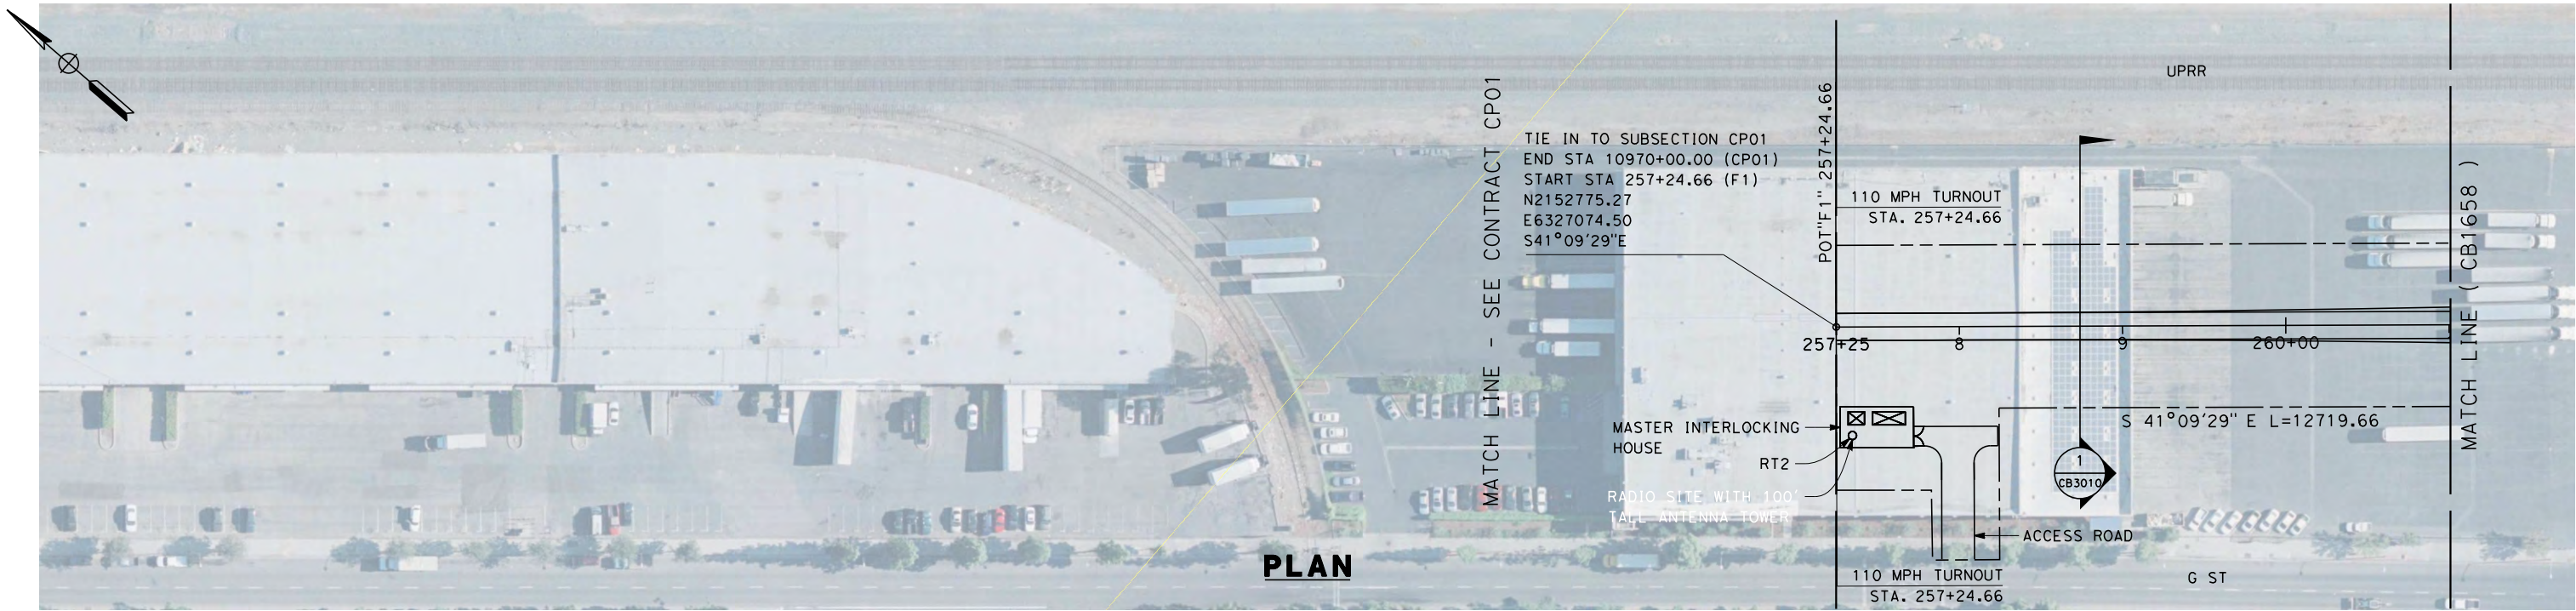 UPRR
MATCH LINE - SEE CONTRACT CP01
TIE IN TO SUBSECTION CP01
END STA 10970+00.00 (CP01)
START STA 257+24.66 (F1)
N2152775.27
E6327074.50
S41°09'29"E
POT"F1" 257+24.66
110 MPH TURNOUT
STA. 257+24.66
MATCH LINE ( CB1658 )
257+25
8
9
260+00
S 41°09'29" E L=12719.66
MASTER INTERLOCKING
HOUSE
RT2
RADIO SITE WITH 100'
TALL ANTENNA TOWER
1
CB3010
ACCESS ROAD
PLAN
110 MPH TURNOUT
STA. 257+24.66
G ST